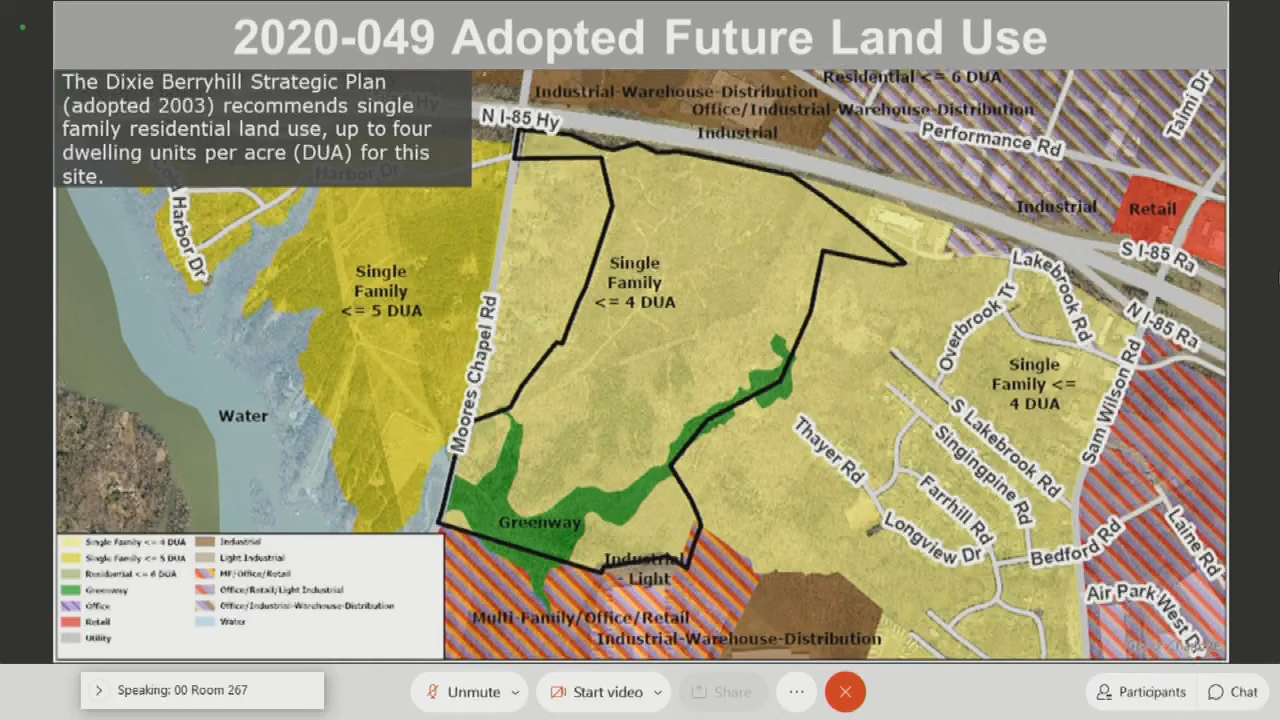 2020-049 Adopted Future Land Use
The Dixie Berryhill Strategic Plan
(adopted 2003) recommends single
family residential land use, up to four
dwelling units per acre (DUA) for this
site.
Residential <= 6 DUA
Industrial-Warehouse-Distribution
Office/Industrial-Warehouse-Distribution
Industrial
N I-85 Hy
Performance Rd
Talmi Dr
Harbor Dr
Harbor Dr
Industrial
Retail
S I-85 Ra
N I-85 Ra
Single
Family
<= 5 DUA
Single
Family
<= 4 DUA
Lakebrook Rd
Overbrook Tr
Single
Family <=
4 DUA
Moores Chapel Rd
Sam Wilson Rd
Water
S Lakebrook Rd
Singingpine Rd
Thayer Rd
Farrhill Rd
Longview Dr
Bedford Rd
Laine Rd
Air Park West Dr
Greenway
Industrial
- Light
Multi-Family/Office/Retail
Industrial-Warehouse-Distribution
Single Family <= 4 DUA
Single Family <= 5 DUA
Residential <= 6 DUA
Greenway
Office
Retail
Utility
Industrial
Light Industrial
MF/Office/Retail
Office/Retail/Light Industrial
Office/Industrial-Warehouse-Distribution
Water
Speaking: 00 Room 267
Unmute
Start video
Share
Participants
Chat